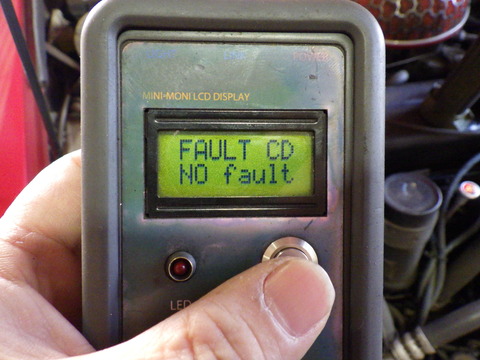 MINI•MONI LCD DISPLAY
FAULT CD
NO fault
LED